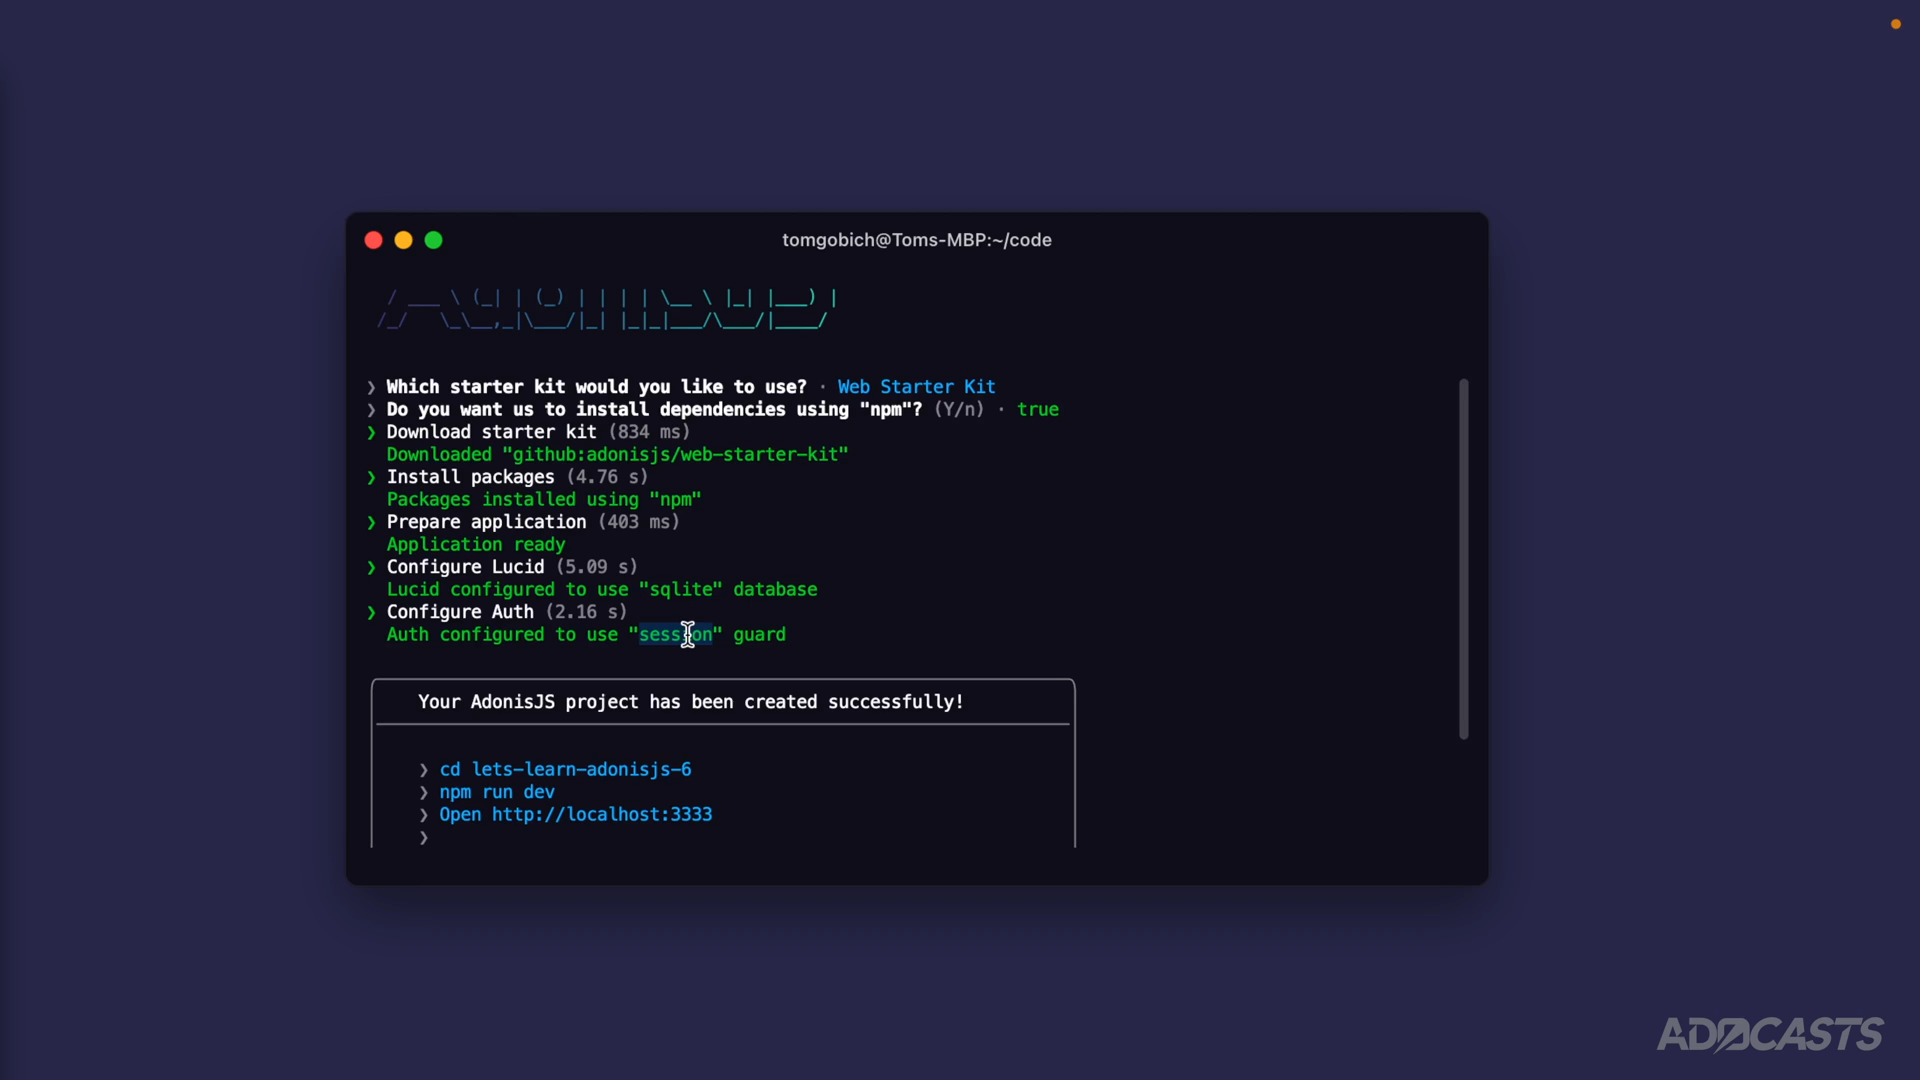 tomgobich@Toms-MBP:~/code
❯ Which starter kit would you like to use? · Web Starter Kit
❯ Do you want us to install dependencies using "npm"? (Y/n) · true
❯ Download starter kit (834 ms)
Downloaded "github:adonisjs/web-starter-kit"
❯ Install packages (4.76 s)
Packages installed using "npm"
❯ Prepare application (403 ms)
Application ready
❯ Configure Lucid (5.09 s)
Lucid configured to use "sqlite" database
❯ Configure Auth (2.16 s)
Auth configured to use "session" guard
Your AdonisJS project has been created successfully!
❯ cd lets-learn-adonisjs-6
❯ npm run dev
❯ Open http://localhost:3333
❯
ADOCASTS